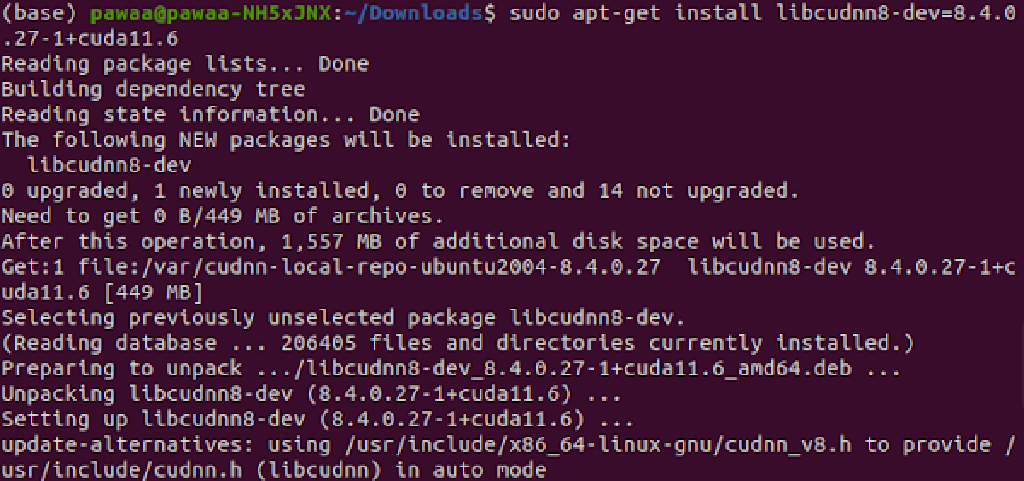 (base) pawaa@pawaa-NH5xJNX:~/Downloads$ sudo apt-get install libcudnn8-dev=8.4.0
.27-1+cuda11.6
Reading package lists... Done
Building dependency tree
Reading state information... Done
The following NEW packages will be installed:
  libcudnn8-dev
0 upgraded, 1 newly installed, 0 to remove and 14 not upgraded.
Need to get 0 B/449 MB of archives.
After this operation, 1,557 MB of additional disk space will be used.
Get:1 file:/var/cudnn-local-repo-ubuntu2004-8.4.0.27  libcudnn8-dev 8.4.0.27-1+c
uda11.6 [449 MB]
Selecting previously unselected package libcudnn8-dev.
(Reading database ... 206405 files and directories currently installed.)
Preparing to unpack .../libcudnn8-dev_8.4.0.27-1+cuda11.6_amd64.deb ...
Unpacking libcudnn8-dev (8.4.0.27-1+cuda11.6) ...
Setting up libcudnn8-dev (8.4.0.27-1+cuda11.6) ...
update-alternatives: using /usr/include/x86_64-linux-gnu/cudnn_v8.h to provide /
usr/include/cudnn.h (libcudnn) in auto mode